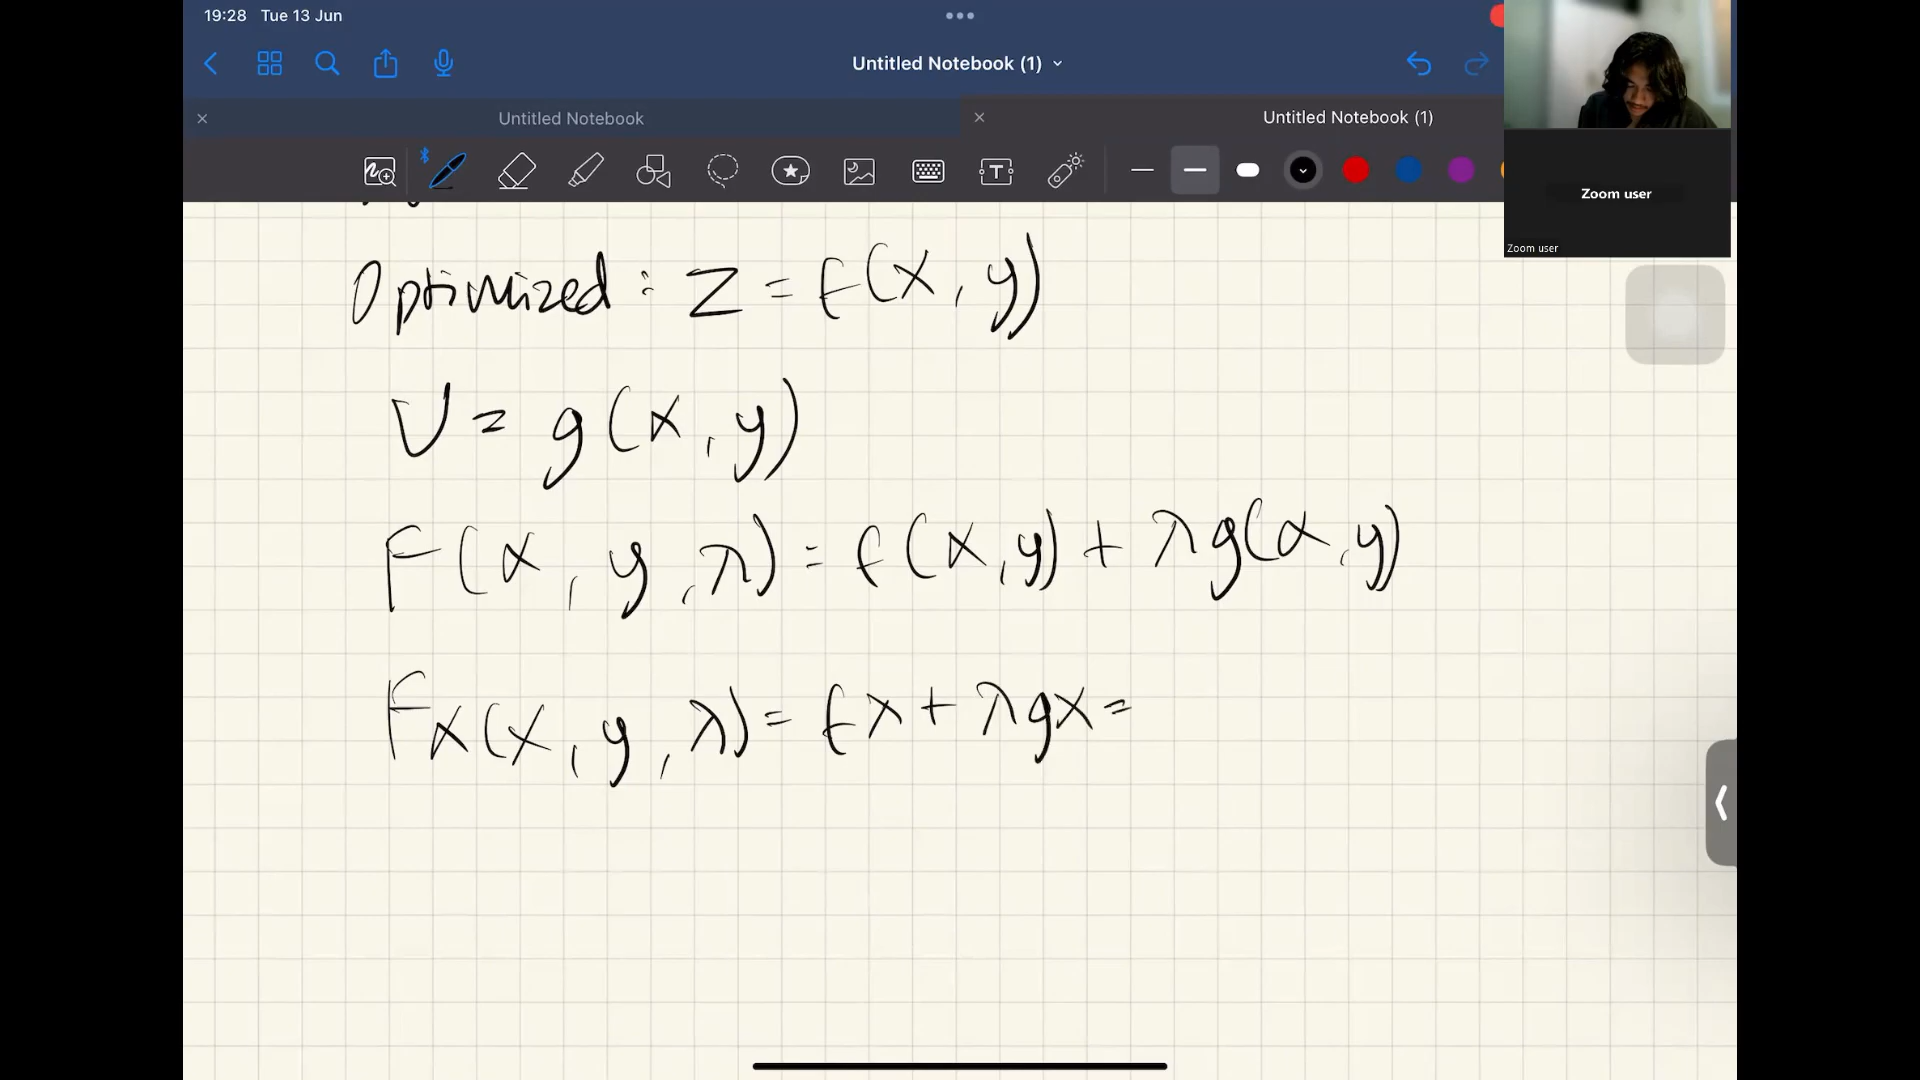 19:28 Tue 13 Jun
Untitled Notebook (1)
Untitled Notebook
Untitled Notebook (1)
T
Zoom user
Zoom user
Optimized: Z = f(x, y)
U = g(x, y)
F(x, y, λ) = f(x, y) + λg(x, y)
Fx(x, y, λ) = fx + λgx =